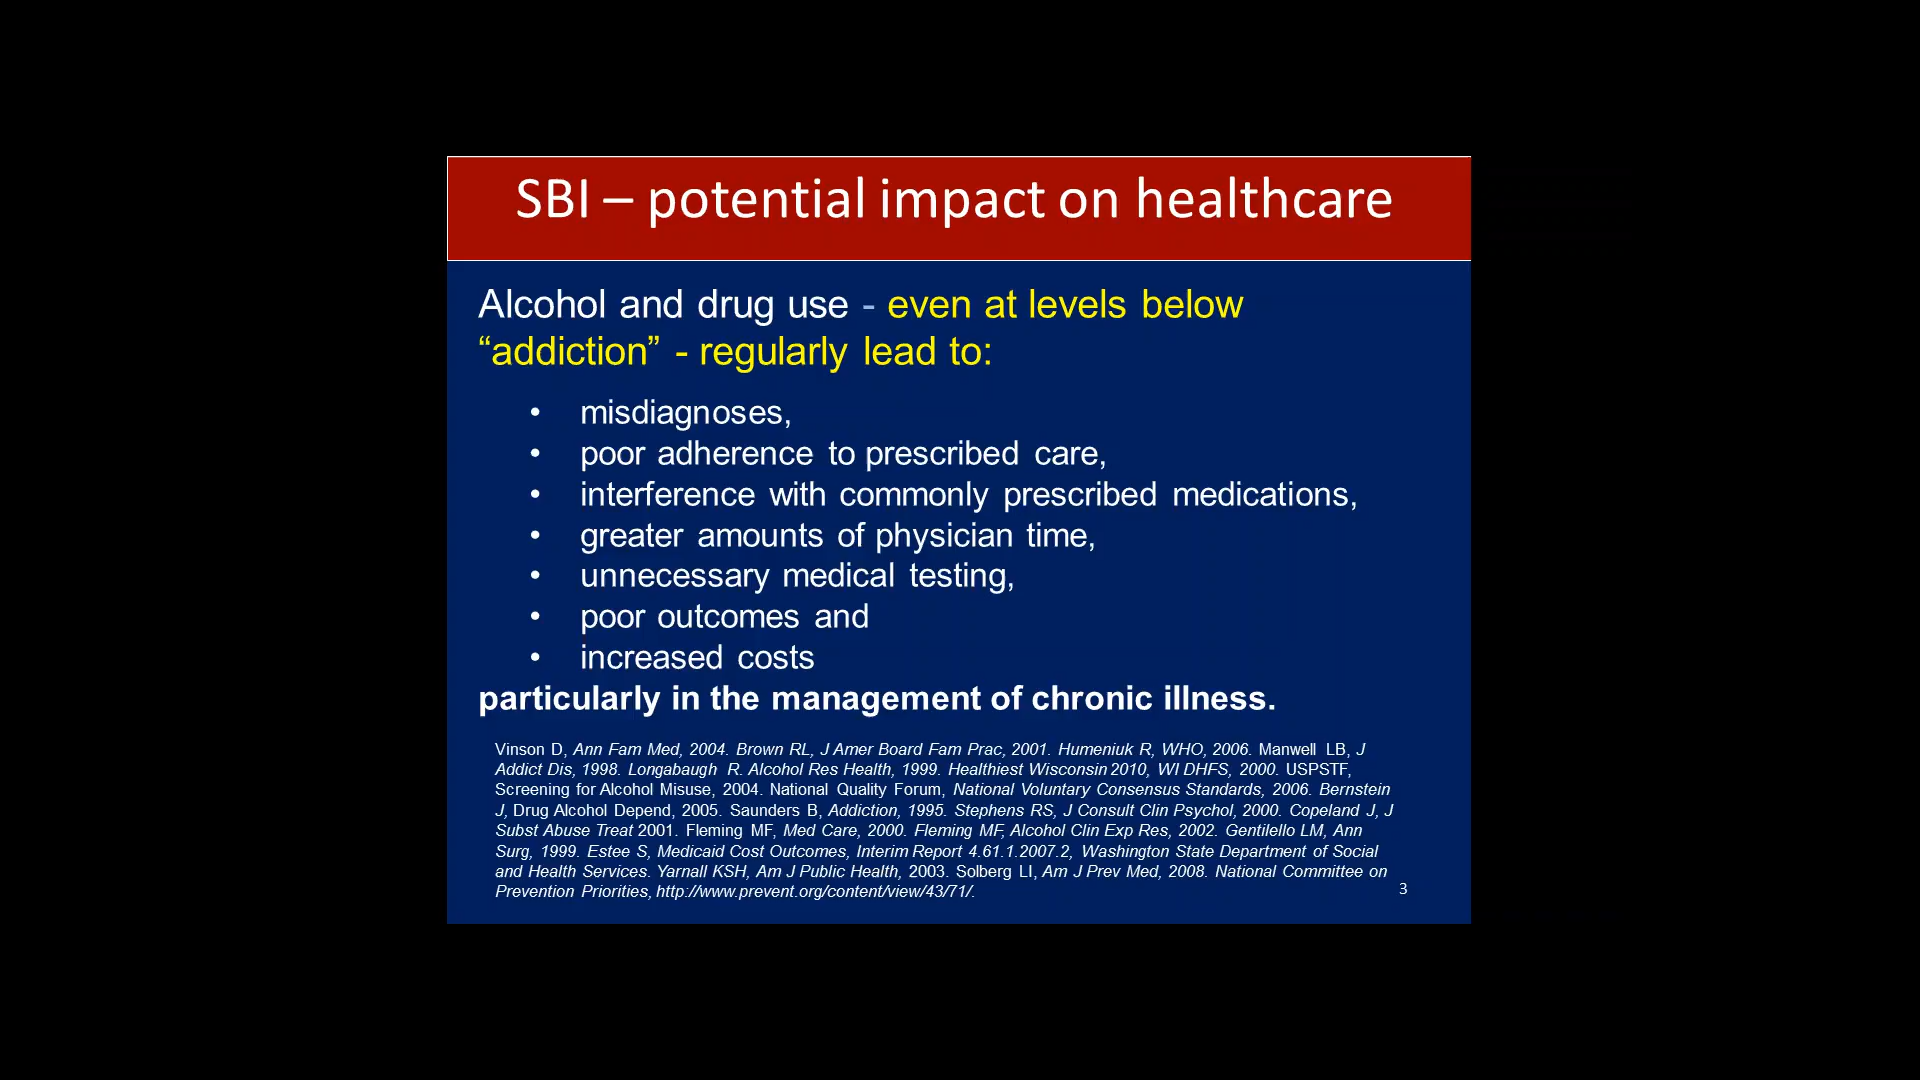 SBI – potential impact on healthcare
Alcohol and drug use - even at levels below
“addiction” - regularly lead to:
• misdiagnoses,
• poor adherence to prescribed care,
• interference with commonly prescribed medications,
• greater amounts of physician time,
• unnecessary medical testing,
• poor outcomes and
• increased costs
particularly in the management of chronic illness.
Vinson D, Ann Fam Med, 2004. Brown RL, J Amer Board Fam Prac, 2001. Humeniuk R, WHO, 2006. Manwell LB, J
Addict Dis, 1998. Longabaugh R. Alcohol Res Health, 1999. Healthiest Wisconsin 2010, WI DHFS, 2000. USPSTF,
Screening for Alcohol Misuse, 2004. National Quality Forum, National Voluntary Consensus Standards, 2006. Bernstein
J, Drug Alcohol Depend, 2005. Saunders B, Addiction, 1995. Stephens RS, J Consult Clin Psychol, 2000. Copeland J, J
Subst Abuse Treat 2001. Fleming MF, Med Care, 2000. Fleming MF, Alcohol Clin Exp Res, 2002. Gentilello LM, Ann
Surg, 1999. Estee S, Medicaid Cost Outcomes, Interim Report 4.61.1.2007.2, Washington State Department of Social
and Health Services. Yarnall KSH, Am J Public Health, 2003. Solberg LI, Am J Prev Med, 2008. National Committee on
Prevention Priorities, http://www.prevent.org/content/view/43/71/.
3